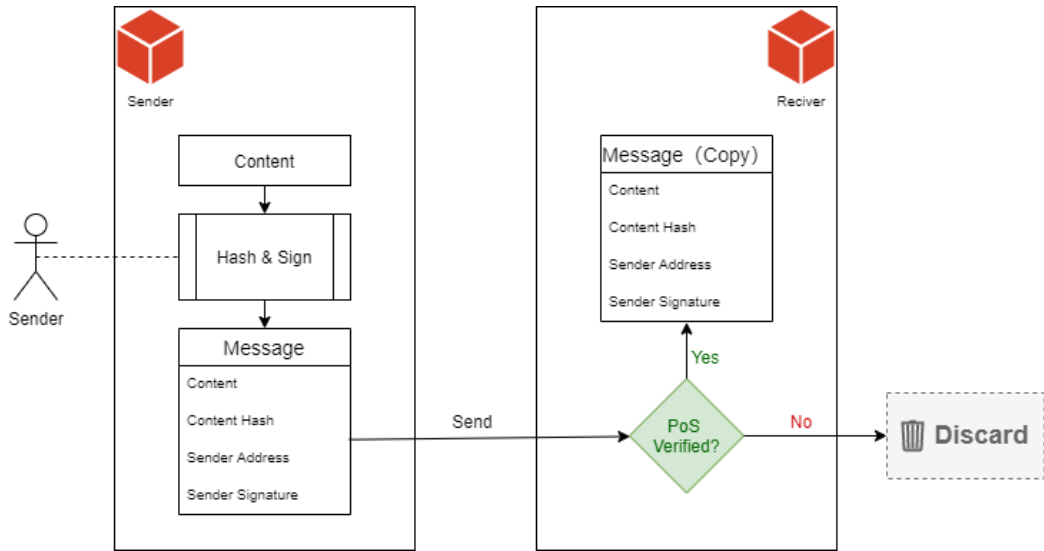 Sender
Content
Hash & Sign
Sender
Message
Content
Content Hash
Sender Address
Sender Signature
Send
Reciver
Message（Copy）
Content
Content Hash
Sender Address
Sender Signature
Yes
PoS
Verified?
No
Discard